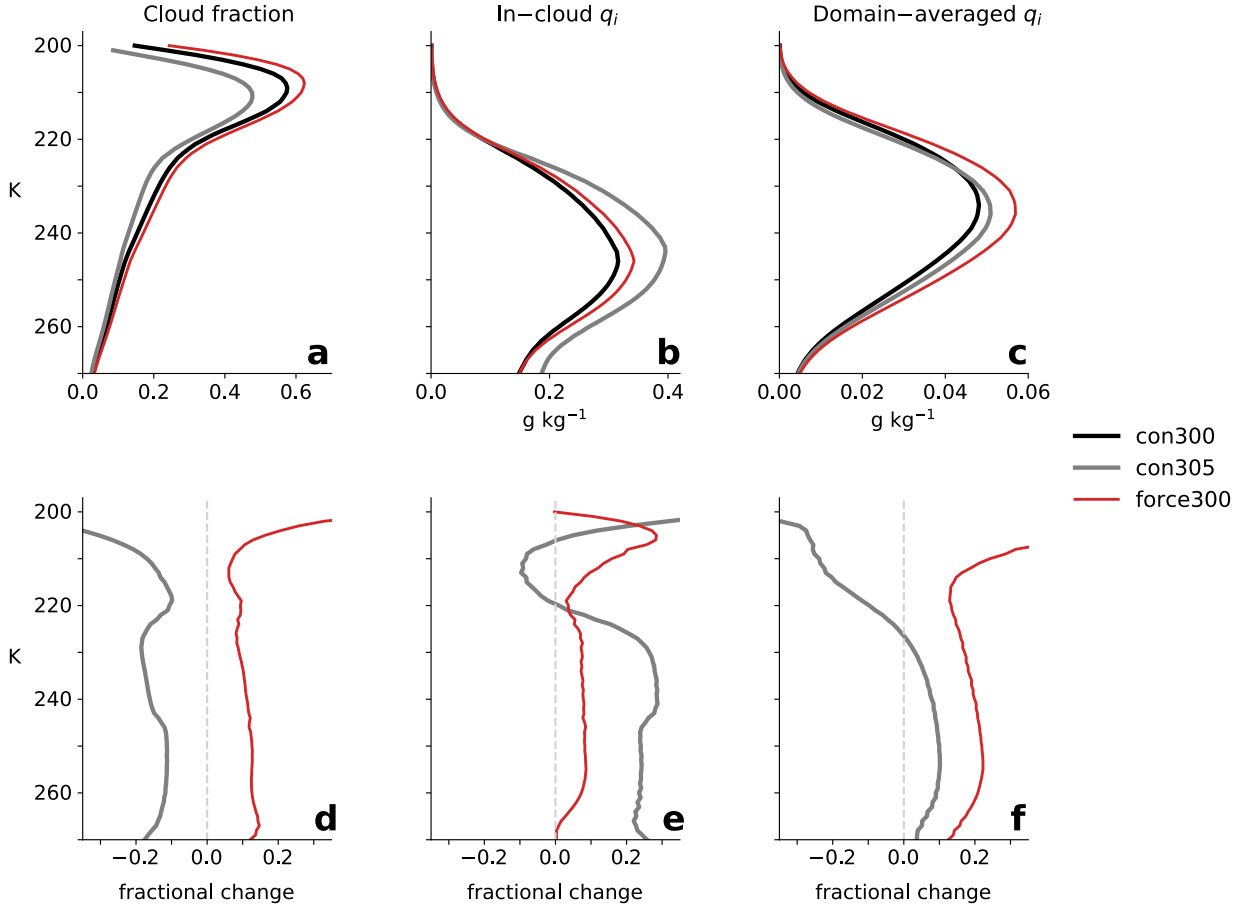 Cloud fraction
In−cloud qᵢ
Domain−averaged qᵢ
200
220
K
240
260
a
0.0 0.2 0.4 0.6
b
0.0 0.2 0.4
g kg⁻¹
c
0.00 0.02 0.04 0.06
g kg⁻¹
con300
con305
force300
200
220
K
240
260
d
−0.2 0.0 0.2
fractional change
e
−0.2 0.0 0.2
fractional change
f
−0.2 0.0 0.2
fractional change